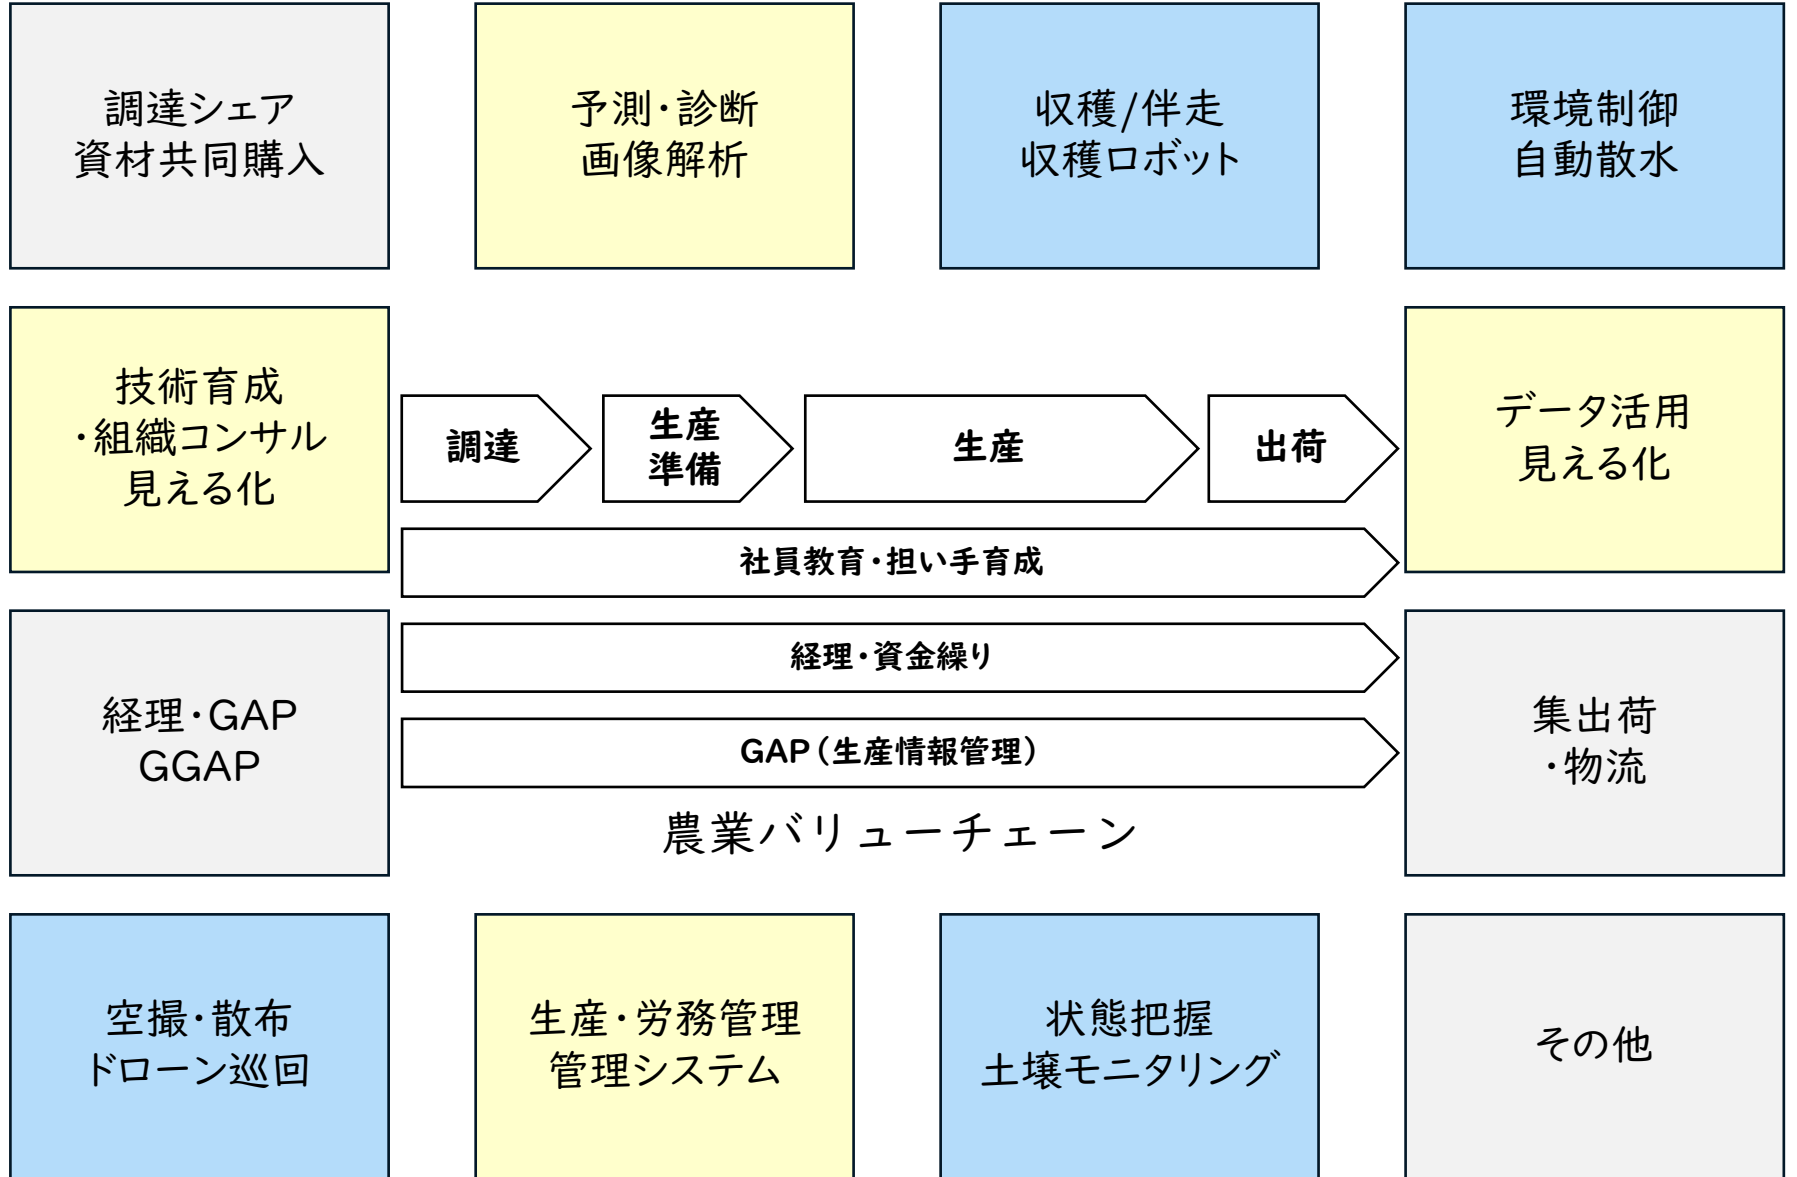 調達シェア
資材共同購入
予測・診断
画像解析
収穫/伴走
収穫ロボット
環境制御
自動散水
技術育成
・組織コンサル
見える化
調達
生産
準備
生産
出荷
データ活用
見える化
社員教育・担い手育成
経理・資金繰り
GAP(生産情報管理)
農業バリューチェーン
経理・GAP
GGAP
集出荷
・物流
空撮・散布
ドローン巡回
生産・労務管理
管理システム
状態把握
土壌モニタリング
その他